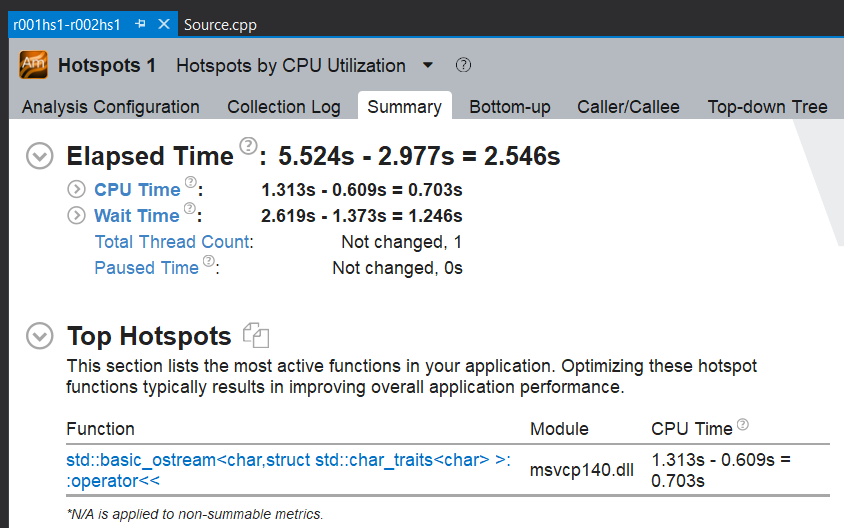 r001hs1-r002hs1 Source.cpp
Am Hotspots 1 Hotspots by CPU Utilization ?
Analysis Configuration Collection Log Summary Bottom-up Caller/Callee Top-down Tree
Elapsed Time ?: 5.524s - 2.977s = 2.546s
CPU Time ?: 1.313s - 0.609s = 0.703s
Wait Time ?: 2.619s - 1.373s = 1.246s
Total Thread Count: Not changed, 1
Paused Time ?: Not changed, 0s
Top Hotspots
This section lists the most active functions in your application. Optimizing these hotspot
functions typically results in improving overall application performance.
Function Module CPU Time ?
std::basic_ostream<char,struct std::char_traits<char> >:
:operator<< msvcp140.dll 1.313s - 0.609s =
0.703s
*N/A is applied to non-summable metrics.